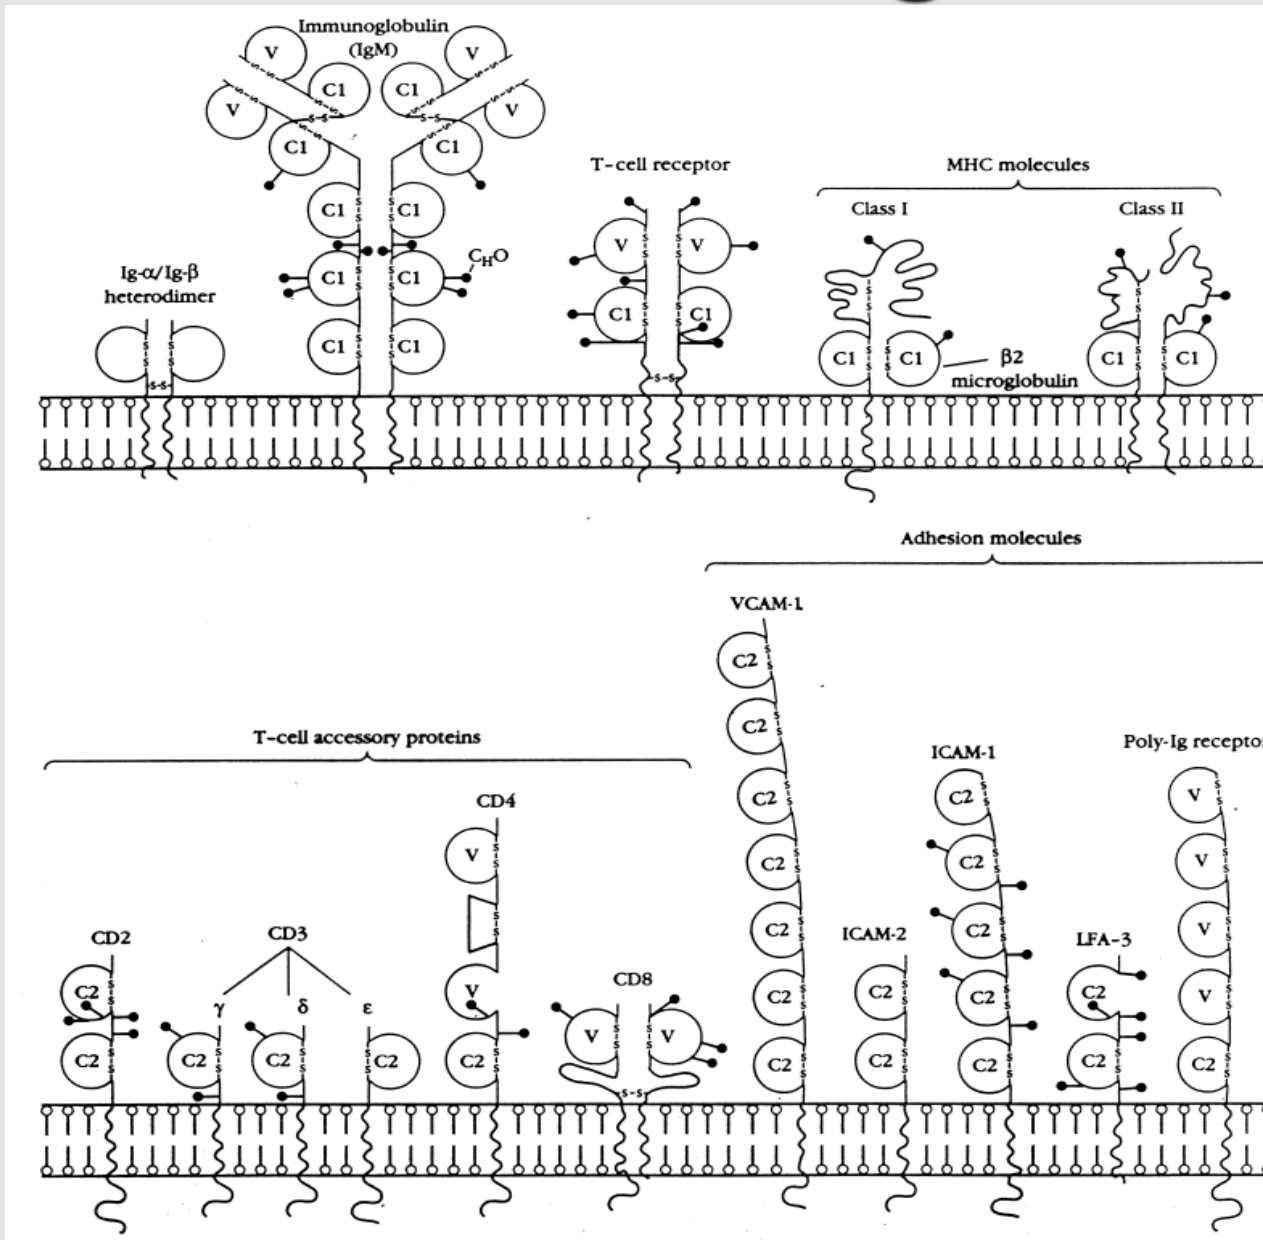 Immunoglobulin
(IgM)
V
V
C1
C1
V
V
C1
C1
C1
C1
C1
C1
CHO
C1
C1
Ig-α/Ig-β
heterodimer
-s-s-
T-cell receptor
V
V
C1
C1
-s-s-
MHC molecules
Class I
Class II
C1
C1
β2
microglobulin
C1
C1
Adhesion molecules
VCAM-1
C2
C2
C2
C2
C2
C2
C2
T-cell accessory proteins
CD2
C2
C2
CD3
γ
δ
ε
C2
C2
C2
CD4
V
V
C2
CD8
V
V
-s-s-
ICAM-2
C2
C2
ICAM-1
C2
C2
C2
C2
C2
LFA-3
C2
C2
Poly-Ig recepto
V
V
V
V
C2